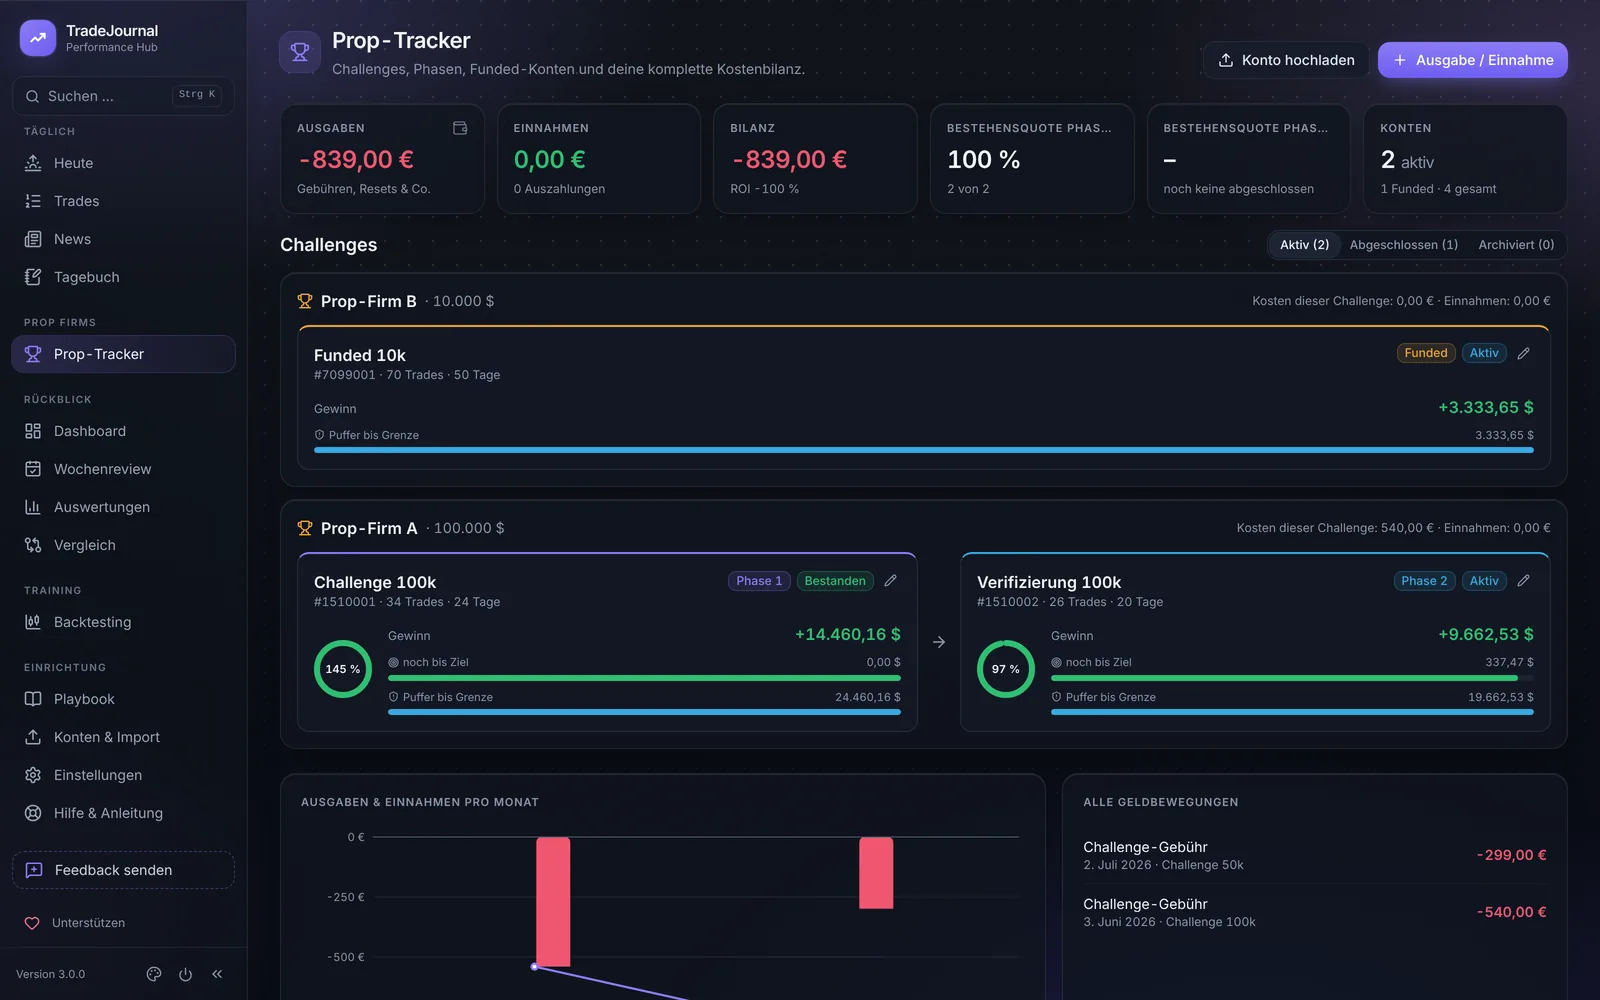 TradeJournal
Performance Hub
Suchen ...
Strg K
TÄGLICH
Heute
Trades
News
Tagebuch
PROP FIRMS
Prop-Tracker
RÜCKBLICK
Dashboard
Wochenreview
Auswertungen
Vergleich
TRAINING
Backtesting
EINRICHTUNG
Playbook
Konten & Import
Einstellungen
Hilfe & Anleitung
Feedback senden
Unterstützen
Version 3.0.0
Prop-Tracker
Challenges, Phasen, Funded-Konten und deine komplette Kostenbilanz.
Konto hochladen
+ Ausgabe / Einnahme
AUSGABEN
-839,00 €
Gebühren, Resets & Co.
EINNAHMEN
0,00 €
0 Auszahlungen
BILANZ
-839,00 €
ROI -100 %
BESTEHENSQUOTE PHAS...
100 %
2 von 2
BESTEHENSQUOTE PHAS...
–
noch keine abgeschlossen
KONTEN
2 aktiv
1 Funded · 4 gesamt
Challenges
Aktiv (2)
Abgeschlossen (1)
Archiviert (0)
Prop-Firm B · 10.000 $
Kosten dieser Challenge: 0,00 € · Einnahmen: 0,00 €
Funded 10k
Funded
Aktiv
#7099001 · 70 Trades · 50 Tage
Gewinn
+3.333,65 $
Puffer bis Grenze
3.333,65 $
Prop-Firm A · 100.000 $
Kosten dieser Challenge: 540,00 € · Einnahmen: 0,00 €
Challenge 100k
Phase 1
Bestanden
#1510001 · 34 Trades · 24 Tage
145 %
Gewinn
+14.460,16 $
noch bis Ziel
0,00 $
Puffer bis Grenze
24.460,16 $
Verifizierung 100k
Phase 2
Aktiv
#1510002 · 26 Trades · 20 Tage
97 %
Gewinn
+9.662,53 $
noch bis Ziel
337,47 $
Puffer bis Grenze
19.662,53 $
AUSGABEN & EINNAHMEN PRO MONAT
0 €
-250 €
-500 €
ALLE GELDBEWEGUNGEN
Challenge-Gebühr
2. Juli 2026 · Challenge 50k
-299,00 €
Challenge-Gebühr
3. Juni 2026 · Challenge 100k
-540,00 €